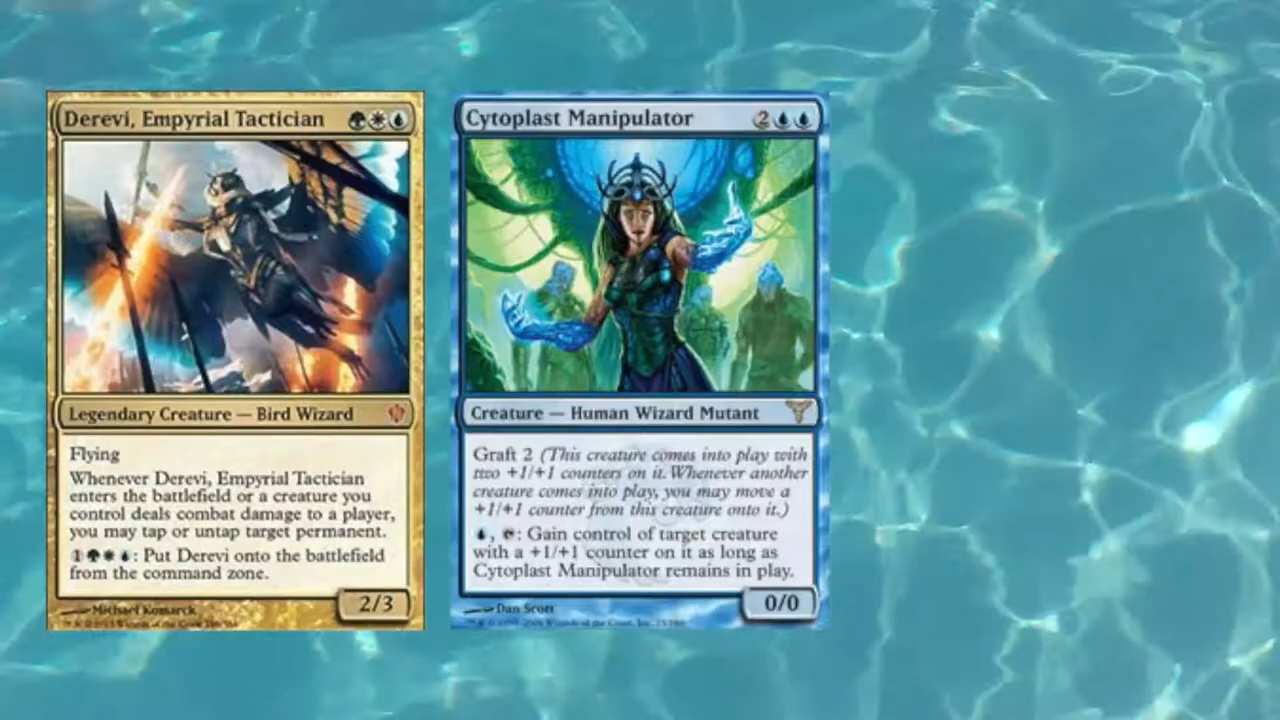 Derevi, Empyrial Tactician
Legendary Creature — Bird Wizard
Flying
Whenever Derevi, Empyrial Tactician
enters the battlefield or a creature you
control deals combat damage to a player,
you may tap or untap target permanent.
: Put Derevi onto the battlefield
from the command zone.
2/3
Michael Komarck
Cytoplast Manipulator
2
Creature — Human Wizard Mutant
Graft 2 (This creature comes into play with
two +1/+1 counters on it. Whenever another
creature comes into play, you may move a
+1/+1 counter from this creature onto it.)
, : Gain control of target creature
with a +1/+1 counter on it as long as
Cytoplast Manipulator remains in play.
0/0
Dan Scott